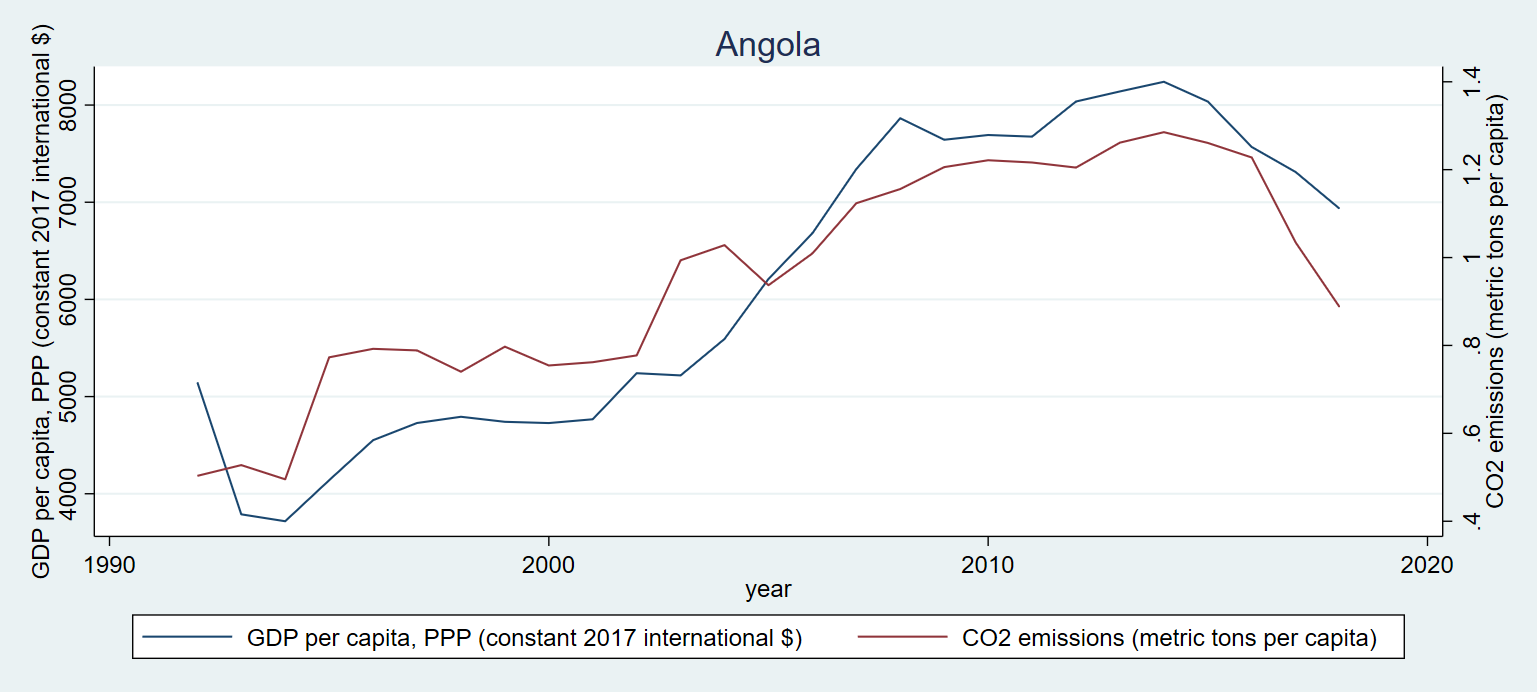 Angola
GDP per capita, PPP (constant 2017 international $)
8000
7000
6000
5000
4000
1.4
1.2
1
.8
.6
.4
CO2 emissions (metric tons per capita)
1990 2000 2010 2020
year
GDP per capita, PPP (constant 2017 international $) CO2 emissions (metric tons per capita)